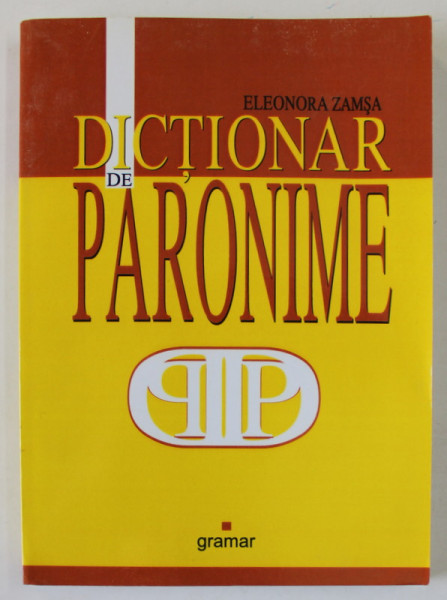 ELEONORA ZAMȘA
DICȚIONAR
DE
PARONIME
P P
gramar